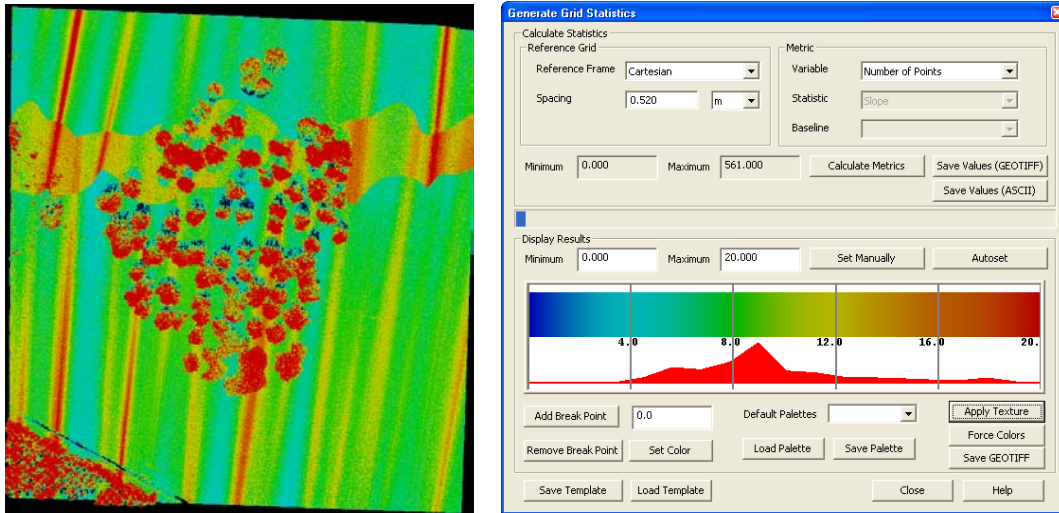 Generate Grid Statistics
Calculate Statistics
Reference Grid
Reference Frame Cartesian
Spacing 0.520 m
Metric
Variable Number of Points
Statistic Slope
Baseline
Minimum 0.000 Maximum 561.000 Calculate Metrics Save Values (GEOTIFF)
Save Values (ASCII)
Display Results
Minimum 0.000 Maximum 20.000 Set Manually Autoset
4.0 8.0 12.0 16.0 20.
Add Break Point 0.0 Default Palettes Apply Texture
Force Colors
Remove Break Point Set Color Load Palette Save Palette
Save GEOTIFF
Save Template Load Template Close Help